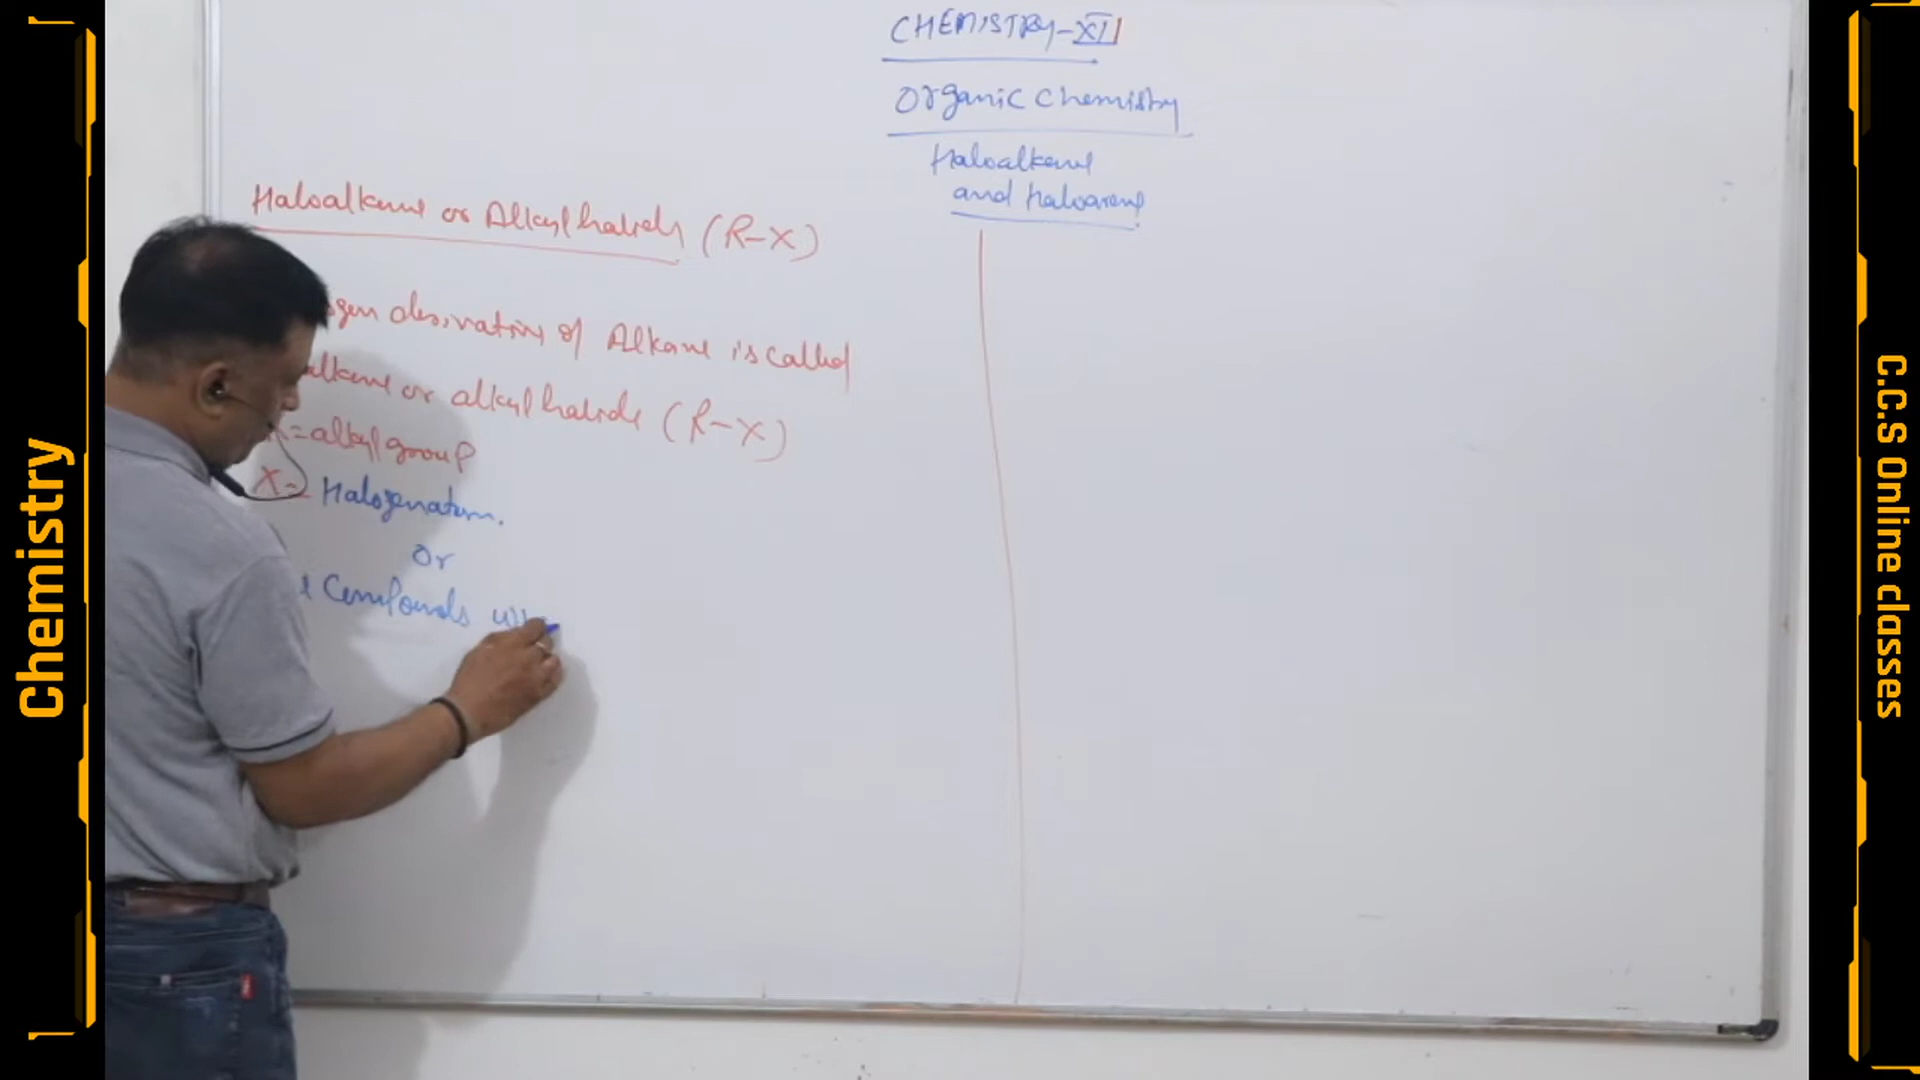 CHEMISTRY-XII
Organic Chemistry
Haloalkane
and haloarene
Haloalkane or Alkyl halide (R-X)
derivative of Alkane is called
or alkyl halide (R-X)
= alkyl group
X = Halogen atom.
Or
Compounds
Chemistry
C.C.S Online classes